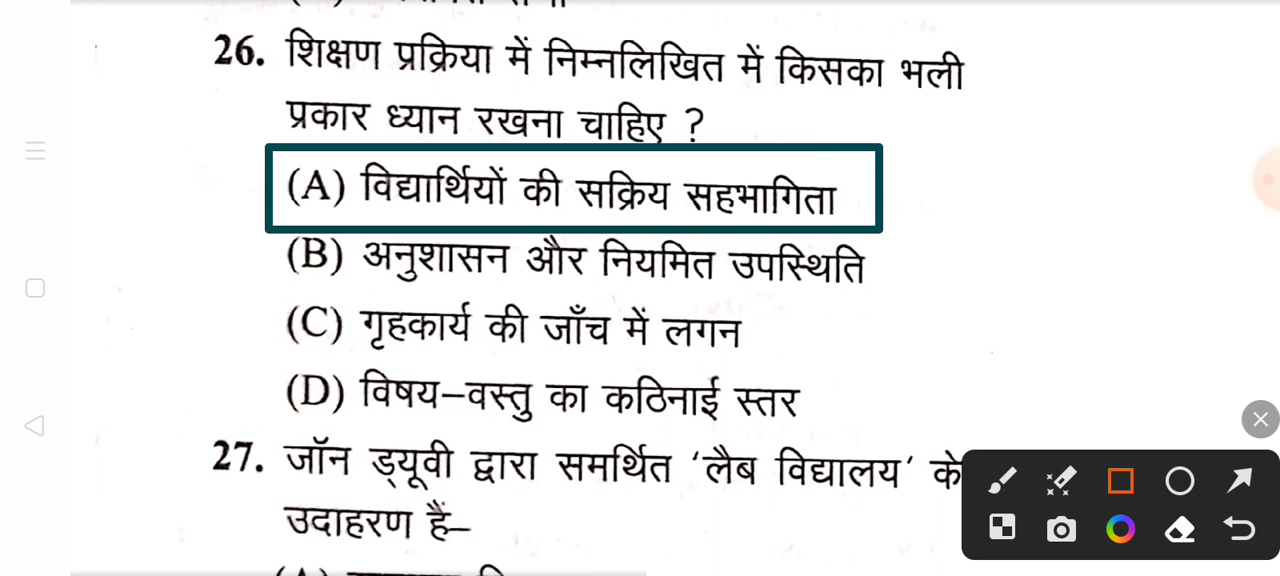 26. शिक्षण प्रक्रिया में निम्नलिखित में किसका भली
प्रकार ध्यान रखना चाहिए ?
(A) विद्यार्थियों की सक्रिय सहभागिता
(B) अनुशासन और नियमित उपस्थिति
(C) गृहकार्य की जाँच में लगन
(D) विषय–वस्तु का कठिनाई स्तर
27. जॉन ड्यूवी द्वारा समर्थित ‘लैब विद्यालय’ के
उदाहरण हैं–